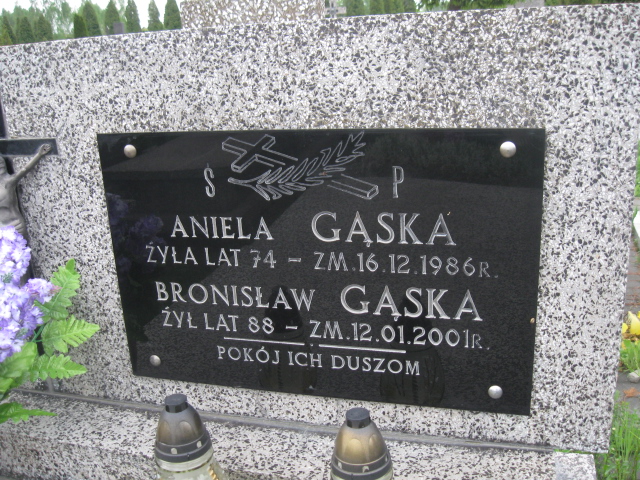 Ś P
ANIELA GĄSKA
ŻYŁA LAT 74 – ZM. 16.12.1986R.
BRONISŁAW GĄSKA
ŻYŁ LAT 88 – ZM. 12.01.2001R.
POKÓJ ICH DUSZOM